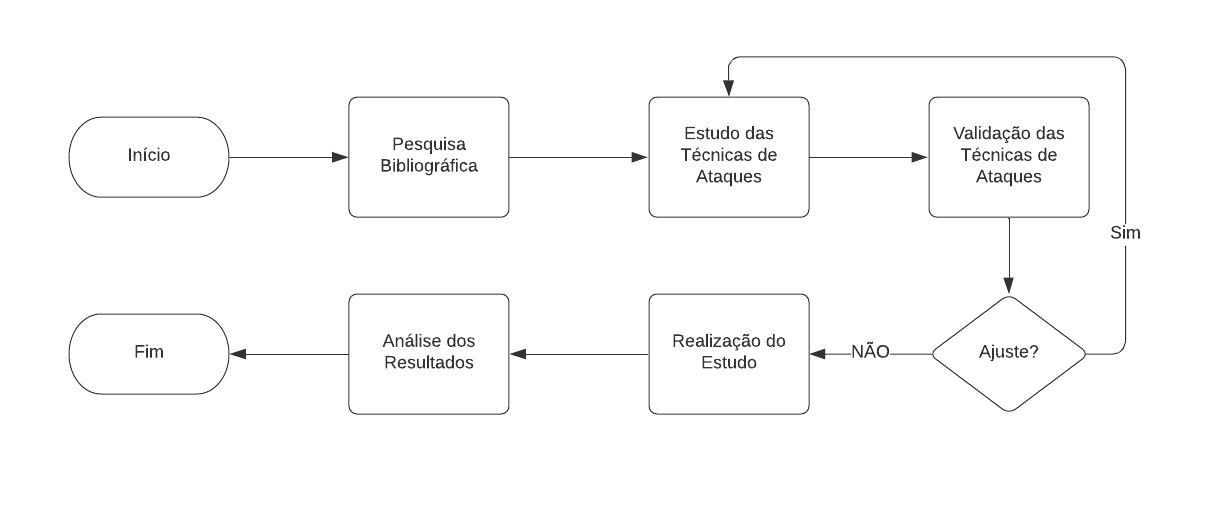 Início
Pesquisa
Bibliográfica
Estudo das
Técnicas de
Ataques
Validação das
Técnicas de
Ataques
Sim
Ajuste?
NÃO
Realização do
Estudo
Análise dos
Resultados
Fim